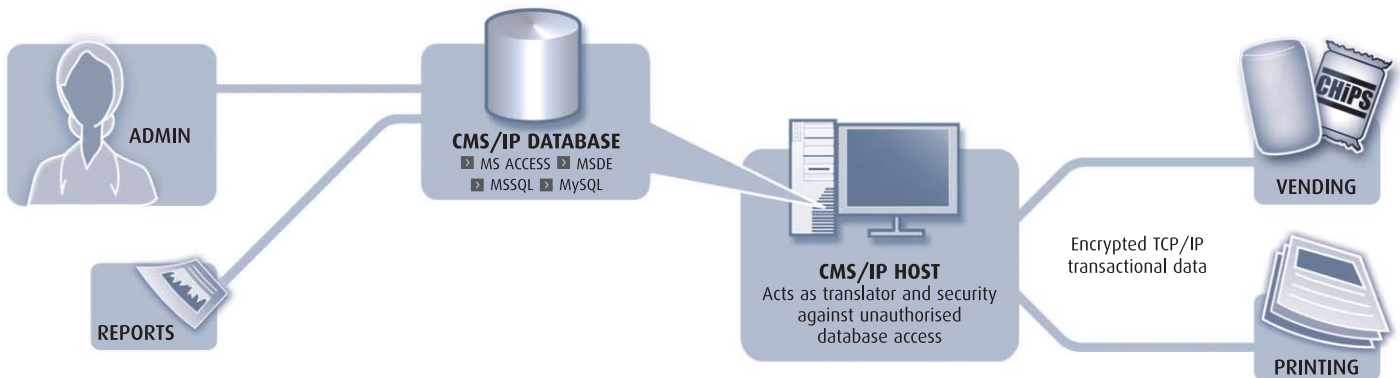 ADMIN
REPORTS
CMS/IP DATABASE
MS ACCESS MSDE
MSSQL MySQL
CMS/IP HOST
Acts as translator and security
against unauthorised
database access
Encrypted TCP/IP
transactional data
CHiPS
VENDING
PRINTING